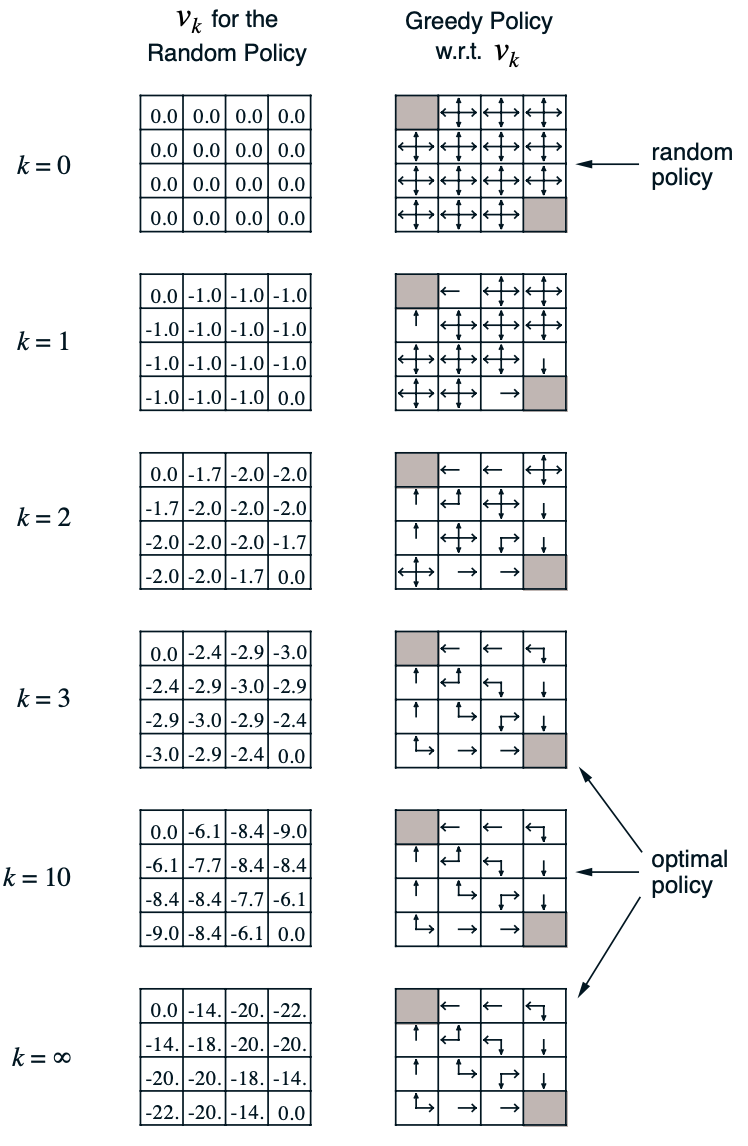 v_k for the
Random Policy
Greedy Policy
w.r.t. v_k
k = 0
0.0 0.0 0.0 0.0
0.0 0.0 0.0 0.0
0.0 0.0 0.0 0.0
0.0 0.0 0.0 0.0
random
policy
k = 1
0.0 -1.0 -1.0 -1.0
-1.0 -1.0 -1.0 -1.0
-1.0 -1.0 -1.0 -1.0
-1.0 -1.0 -1.0 0.0
k = 2
0.0 -1.7 -2.0 -2.0
-1.7 -2.0 -2.0 -2.0
-2.0 -2.0 -2.0 -1.7
-2.0 -2.0 -1.7 0.0
k = 3
0.0 -2.4 -2.9 -3.0
-2.4 -2.9 -3.0 -2.9
-2.9 -3.0 -2.9 -2.4
-3.0 -2.9 -2.4 0.0
k = 10
0.0 -6.1 -8.4 -9.0
-6.1 -7.7 -8.4 -8.4
-8.4 -8.4 -7.7 -6.1
-9.0 -8.4 -6.1 0.0
optimal
policy
k = ∞
0.0 -14. -20. -22.
-14. -18. -20. -20.
-20. -20. -18. -14.
-22. -20. -14. 0.0